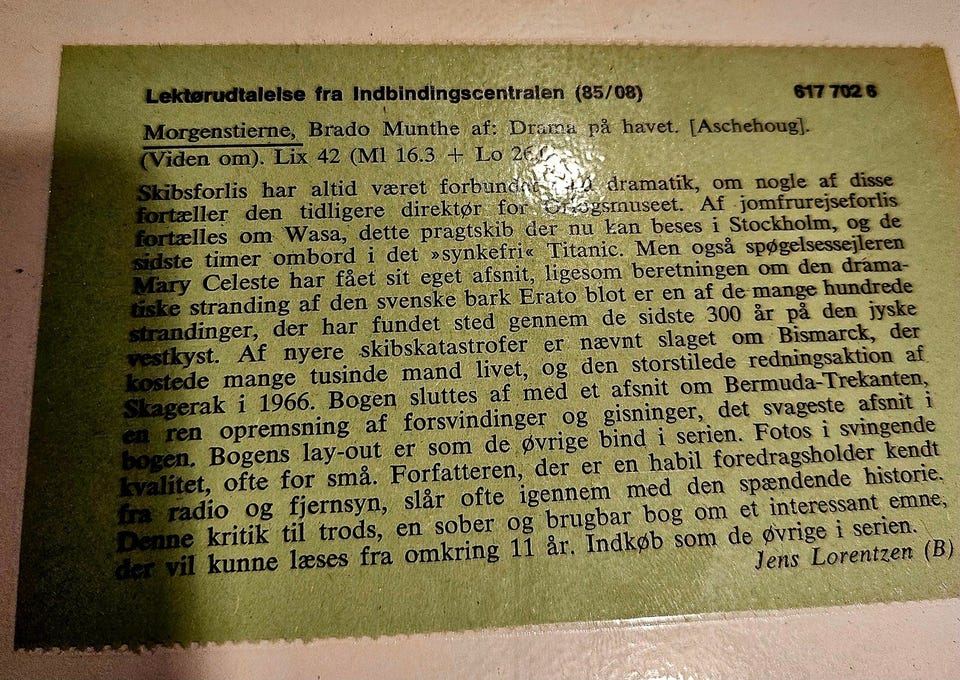 Lektørudtalelse fra Indbindingscentralen (85/08) 617 702 6
Morgenstierne, Brado Munthe af: Drama på havet. [Aschehoug].
(Viden om). Lix 42 (Ml 16.3 + Lo
Skibsforlis har altid været dramatik, om nogle af disse
fortæller den tidligere direktør for Af jomfrurejseforlis
fortælles om Wasa, dette pragtskib der nu kan beses i Stockholm, og de
sidste timer ombord i det »synkefri« Titanic. Men også spøgelsessejleren
Mary Celeste har fået sit eget afsnit, ligesom beretningen om den drama-
tiske stranding af den svenske bark Erato blot er en af de mange hundrede
strandinger, der har fundet sted gennem de sidste 300 år på den jyske
vestkyst. Af nyere skibskatastrofer er nævnt slaget om Bismarck, der
kostede mange tusinde mand livet, og den storstilede redningsaktion af
Skagerak i 1966. Bogen sluttes af med et afsnit om Bermuda-Trekanten,
en ren opremsning af forsvindinger og gisninger, det svageste afsnit i
bogen. Bogens lay-out er som de øvrige bind i serien. Fotos i svingende
kvalitet, ofte for små. Forfatteren, der er en habil foredragsholder kendt
fra radio og fjernsyn, slår ofte igennem med den spændende historie.
Denne kritik til trods, en sober og brugbar bog om et interessant emne,
der vil kunne læses fra omkring 11 år. Indkøb som de øvrige i serien.
Jens Lorentzen (B)